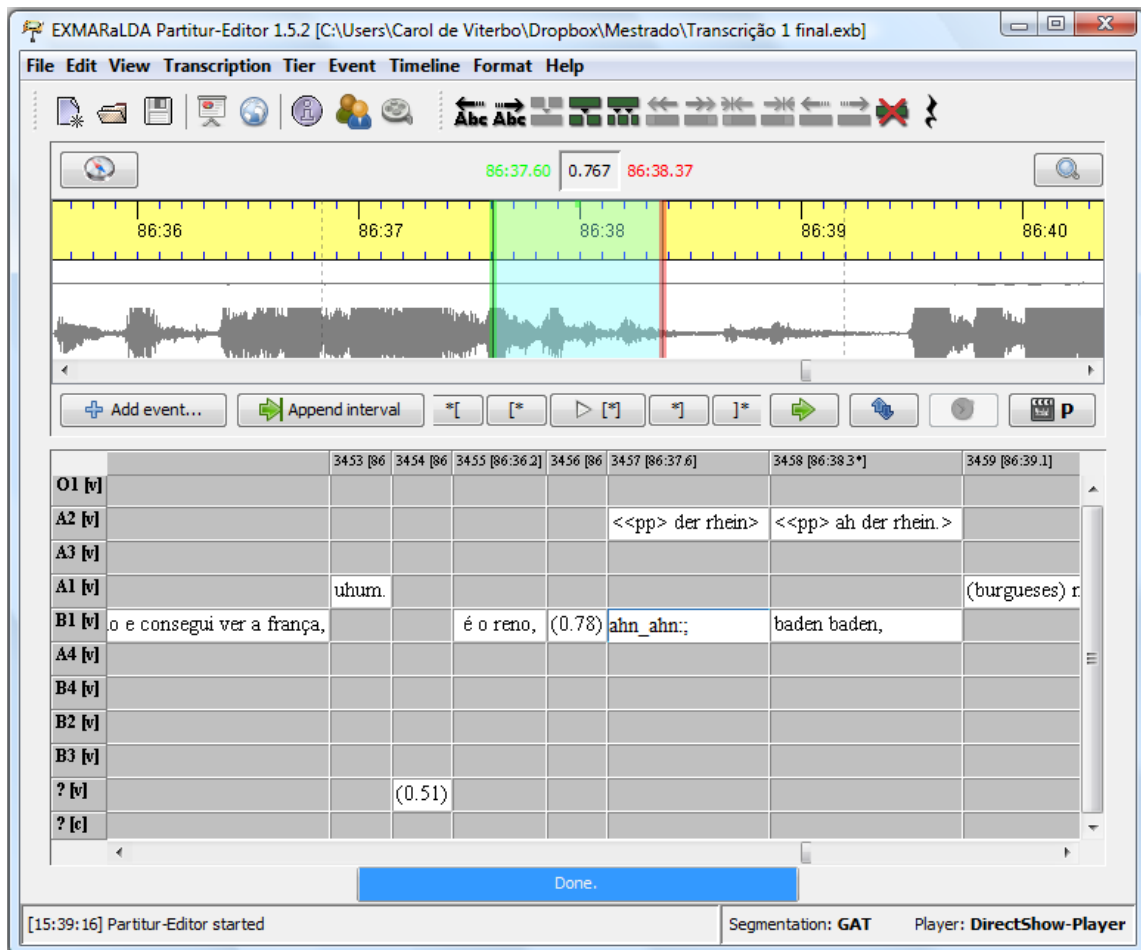 EXMARaLDA Partitur-Editor 1.5.2 [C:\Users\Carol de Viterbo\Dropbox\Mestrado\Transcrição 1 final.exb]
File Edit View Transcription Tier Event Timeline Format Help
Abc Abc
86:37.60 0.767 86:38.37
86:36 86:37 86:38 86:39 86:40
Add event... Append interval *[ [* [*] *] ]* P
3453 [86 3454 [86 3455 [86:36.2] 3456 [86 3457 [86:37.6] 3458 [86:38.3*] 3459 [86:39.1]
O1 [v]
A2 [v] <<pp> der rhein> <<pp> ah der rhein.>
A3 [v]
A1 [v] uhum. (burgueses) r
B1 [v] .o e consegui ver a frança, é o reno, (0.78) ahn_ahn:; baden baden,
A4 [v]
B4 [v]
B2 [v]
B3 [v]
? [v] (0.51)
? [c]
Done.
[15:39:16] Partitur-Editor started Segmentation: GAT Player: DirectShow-Player